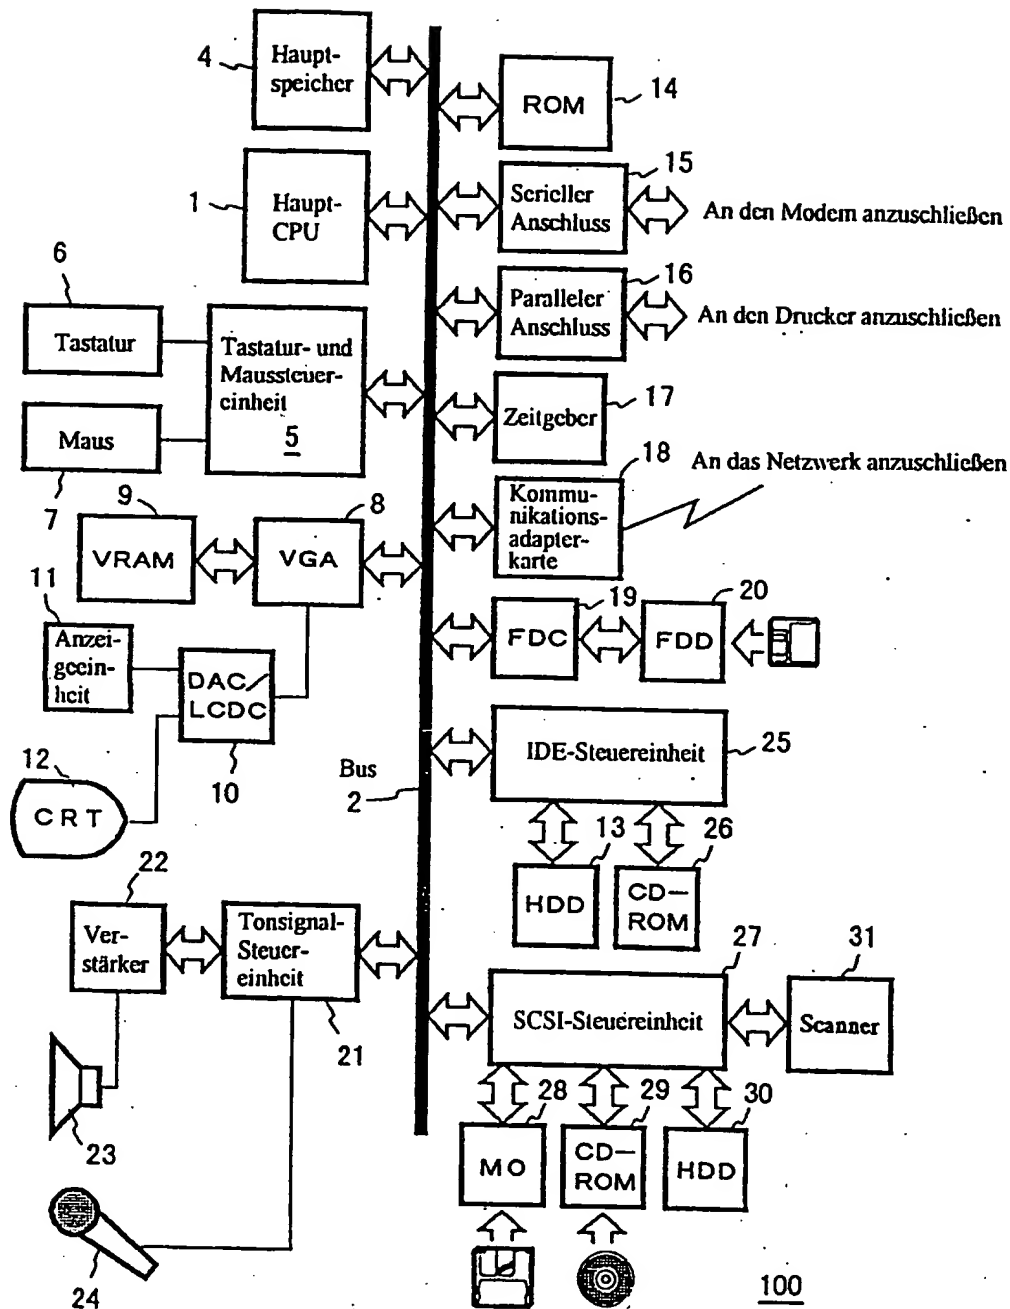 4
Haupt-
speicher
ROM
14
1
Haupt-
CPU
15
Serieller
Anschluss
An den Modem anzuschließen
6
Tastatur
Tastatur- und
Maussteuer-
einheit
5
16
Paralleler
Anschluss
An den Drucker anzuschließen
Maus
7
Zeitgeber
17
18
Kommu-
nikations-
adapter-
karte
An das Netzwerk anzuschließen
9
VRAM
8
VGA
11
Anzei-
geein-
heit
DAC/
LCDC
10
12
CRT
19
FDC
20
FDD
Bus
2
IDE-Steuereinheit
25
13
HDD
26
CD-
ROM
22
Ver-
stärker
Tonsignal-
Steuer-
einheit
21
27
SCSI-Steuereinheit
31
Scanner
23
28
MO
29
CD-
ROM
30
HDD
24
100